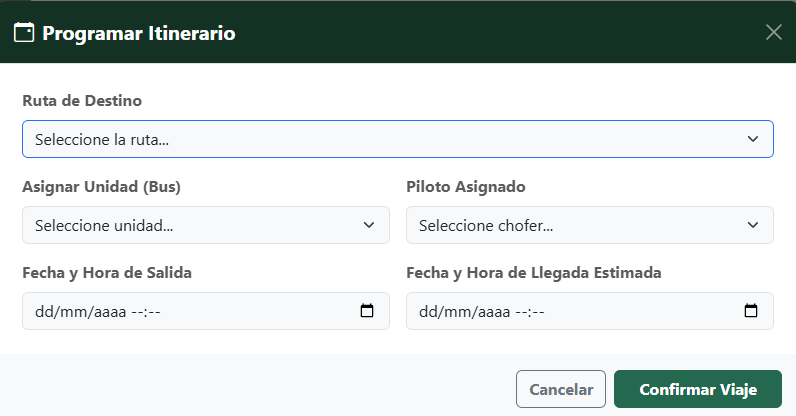 Programar Itinerario
Ruta de Destino
Seleccione la ruta...
Asignar Unidad (Bus)
Piloto Asignado
Seleccione unidad...
Seleccione chofer...
Fecha y Hora de Salida
Fecha y Hora de Llegada Estimada
dd/mm/aaaa --:--
dd/mm/aaaa --:--
Cancelar
Confirmar Viaje